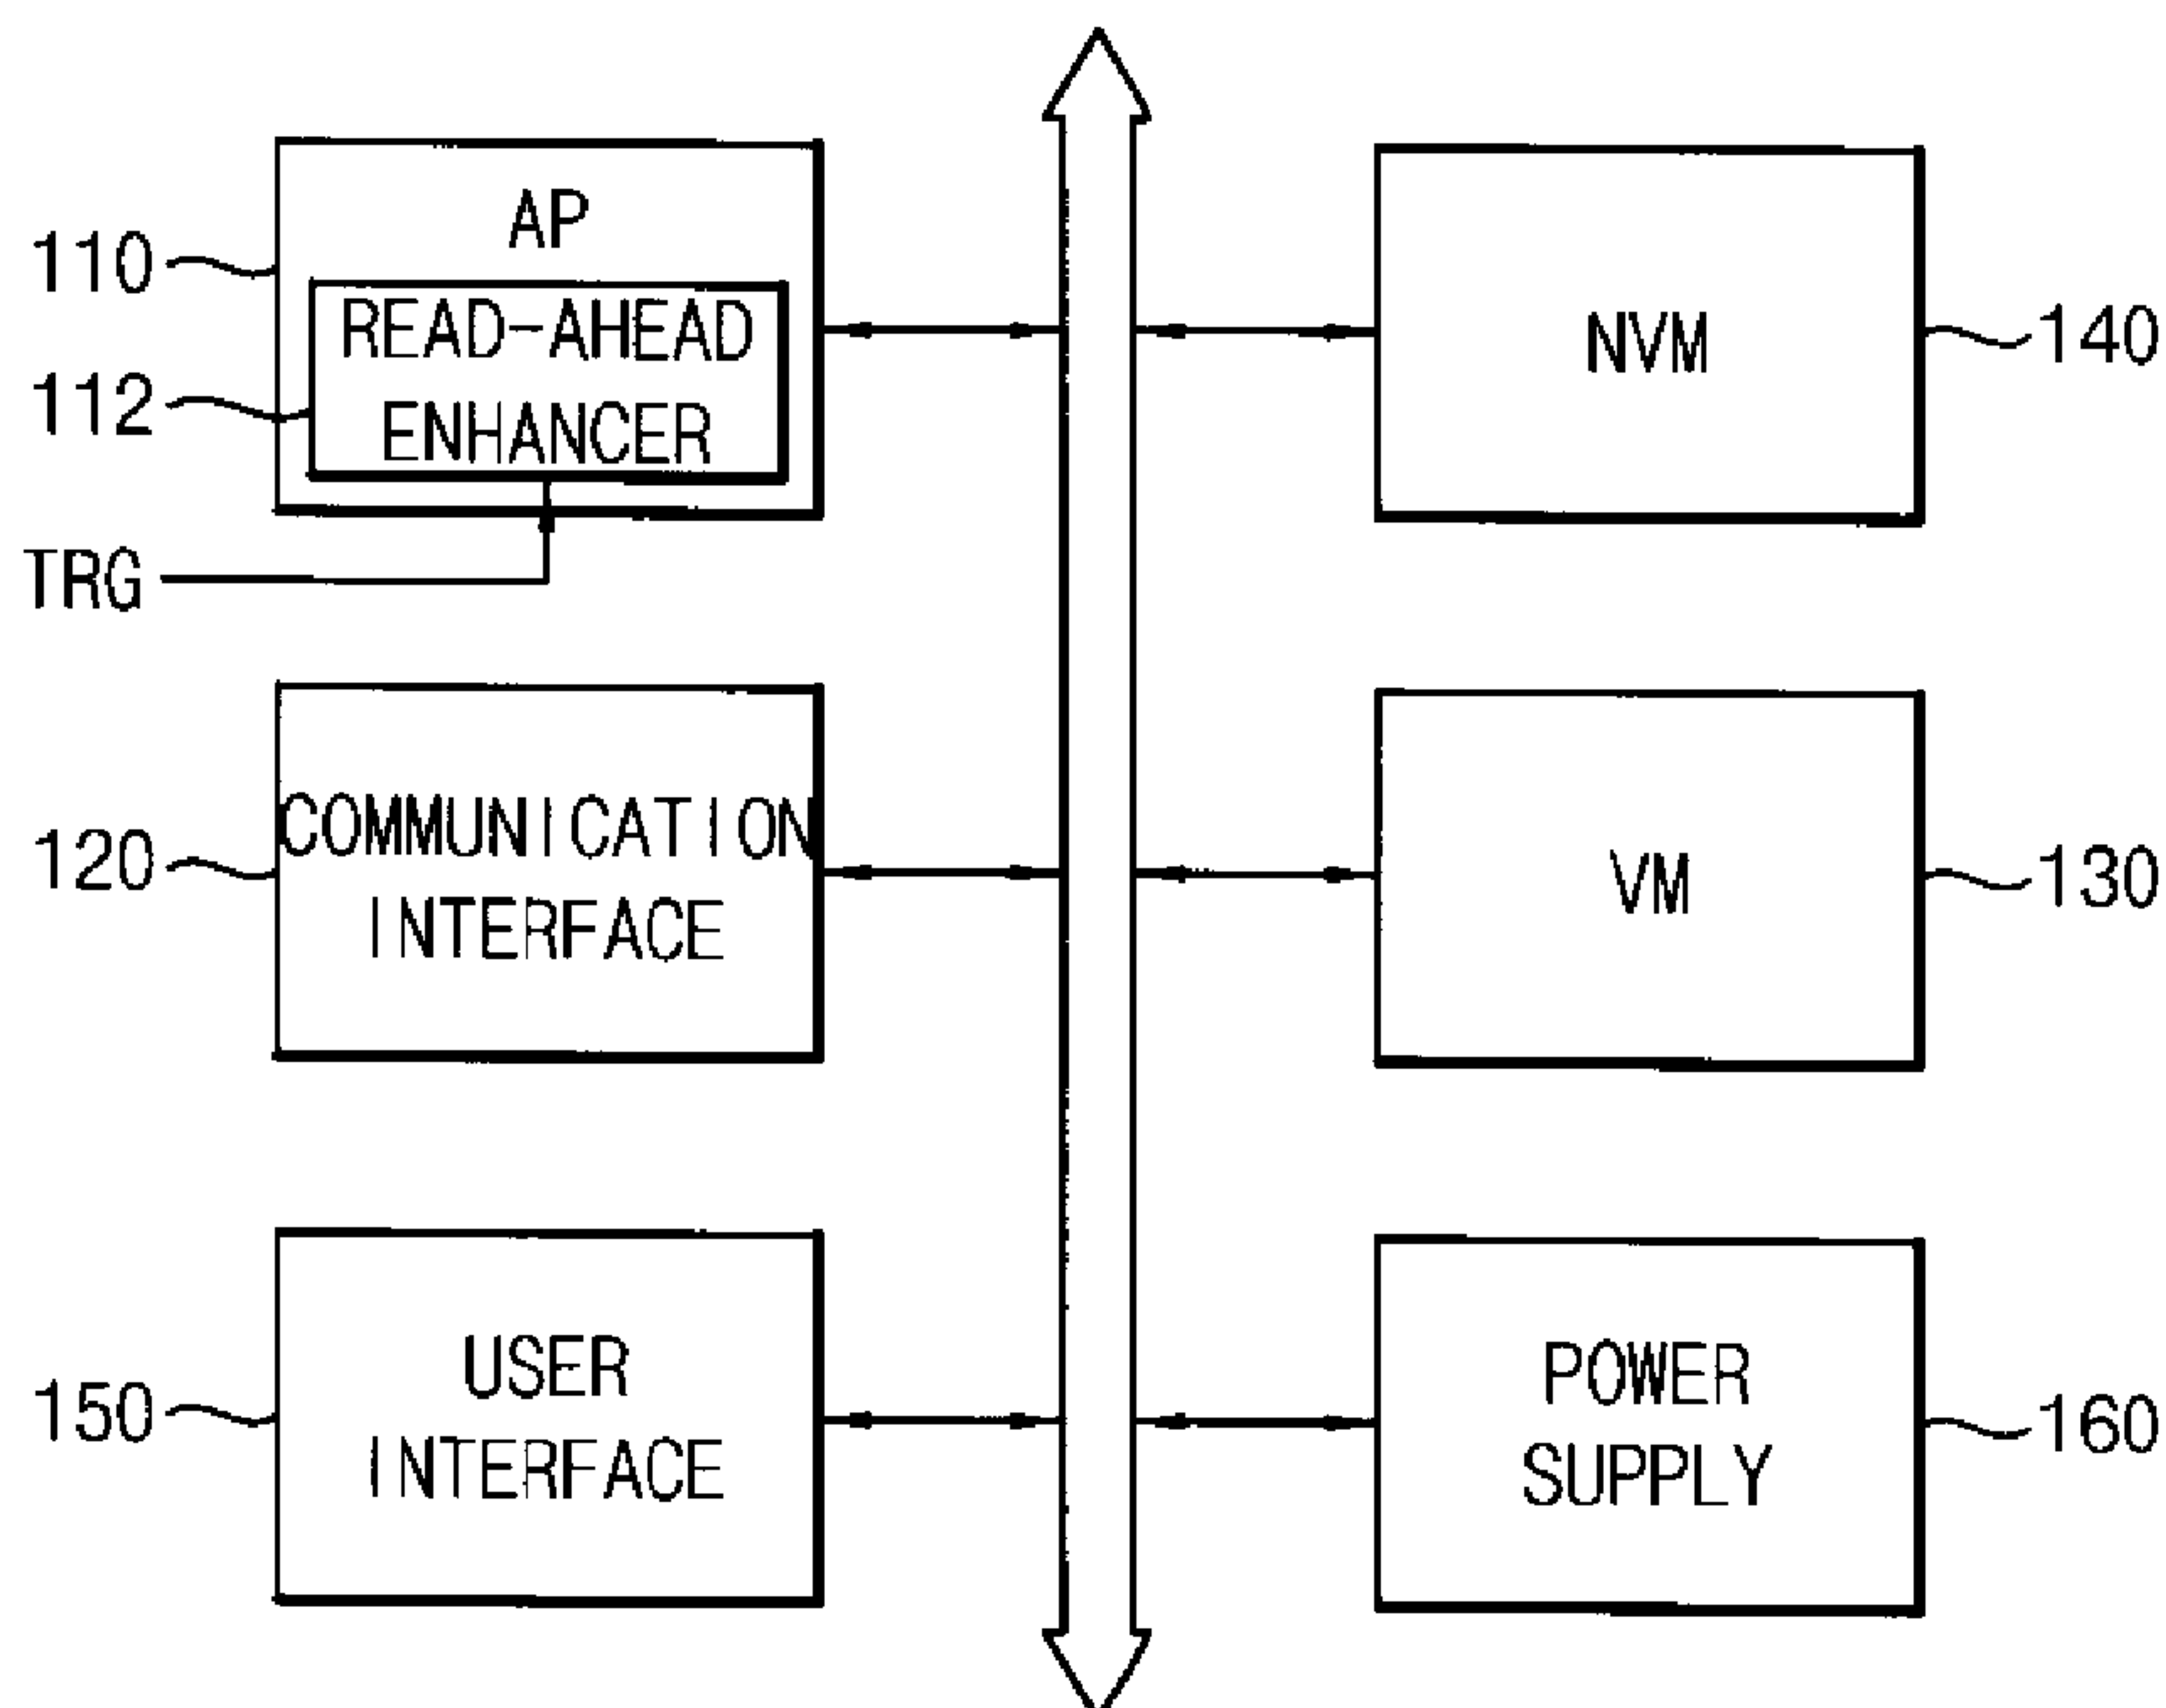 AP
110
READ-AHEAD
ENHANCER
112
TRG
NVM
140
COMMUNICATION
INTERFACE
120
VM
130
USER
INTERFACE
150
POWER
SUPPLY
160